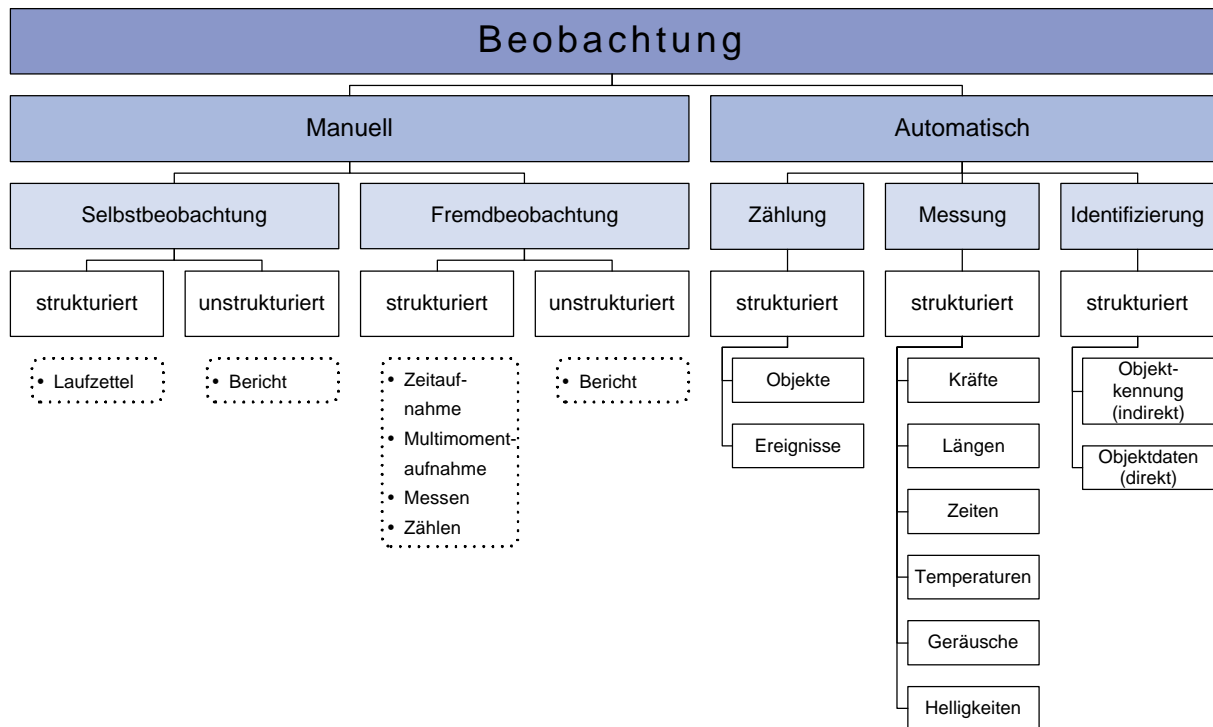 Beobachtung
Manuell
Automatisch
Selbstbeobachtung
Fremdbeobachtung
Zählung
Messung
Identifizierung
strukturiert
unstrukturiert
strukturiert
unstrukturiert
strukturiert
strukturiert
strukturiert
• Laufzettel
• Bericht
• Zeitauf-
nahme
• Multimoment-
aufnahme
• Messen
• Zählen
• Bericht
Objekte
Ereignisse
Kräfte
Längen
Zeiten
Temperaturen
Geräusche
Helligkeiten
Objekt-
kennung
(indirekt)
Objektdaten
(direkt)